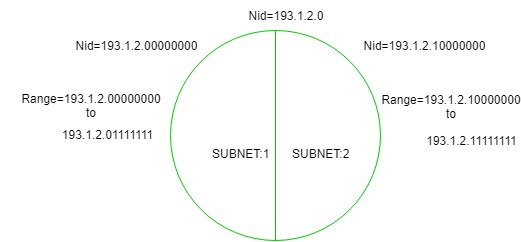 Nid=193.1.2.0
Nid=193.1.2.00000000
Nid=193.1.2.10000000
Range=193.1.2.00000000
to
193.1.2.01111111
Range=193.1.2.10000000
to
193.1.2.11111111
SUBNET:1
SUBNET:2